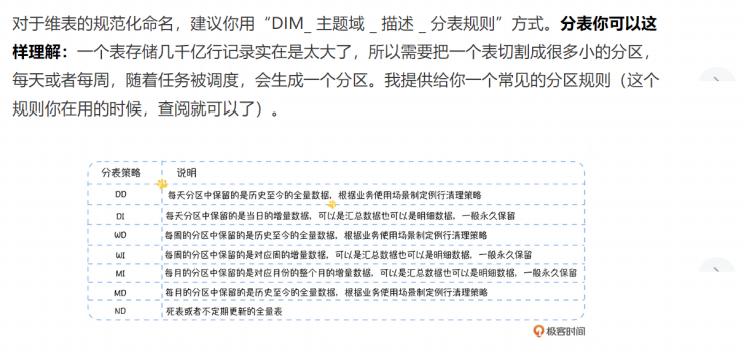 对于维表的规范化命名，建议你用“DIM_ 主题域 _ 描述 _ 分表规则”方式。分表你可以这
样理解：一个表存储几千亿行记录实在是太大了，所以需要把一个表切割成很多小的分区，
每天或者每周，随着任务被调度，会生成一个分区。我提供给你一个常见的分区规则（这个
规则你在用的时候，查阅就可以了）。
分表策略 说明
DD 每天分区中保留的是历史至今的全量数据，根据业务使用场景制定例行清理策略
DI 每天分区中保留的是当日的增量数据，可以是汇总数据也可以是明细数据，一般永久保留
WD 每周的分区中保留的是历史至今的全量数据，根据业务使用场景制定例行清理策略
WI 每周的分区中保留的是对应周的增量数据，可以是汇总数据也可以是明细数据，一般永久保留
MI 每月的分区中保留的是对应月份的整个月的增量数据，可以是汇总数据也可以是明细数据，一般永久保留
MD 每月的分区中保留的是历史至今的全量数据，根据业务使用场景制定例行清理策略
ND 死表或者不定期更新的全量表
极客时间